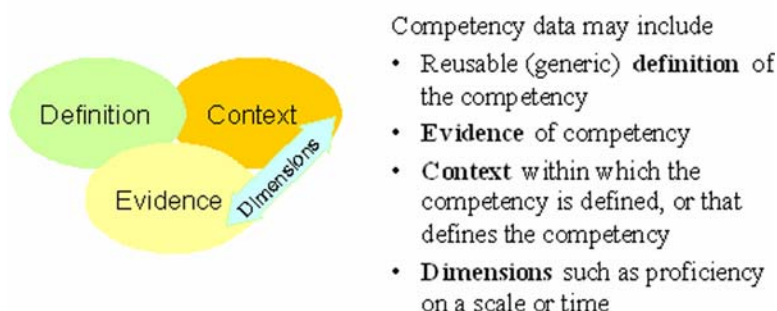 Definition
Context
Evidence
Dimensions
Competency data may include
• Reusable (generic) definition of
the competency
• Evidence of competency
• Context within which the
competency is defined, or that
defines the competency
• Dimensions such as proficiency
on a scale or time